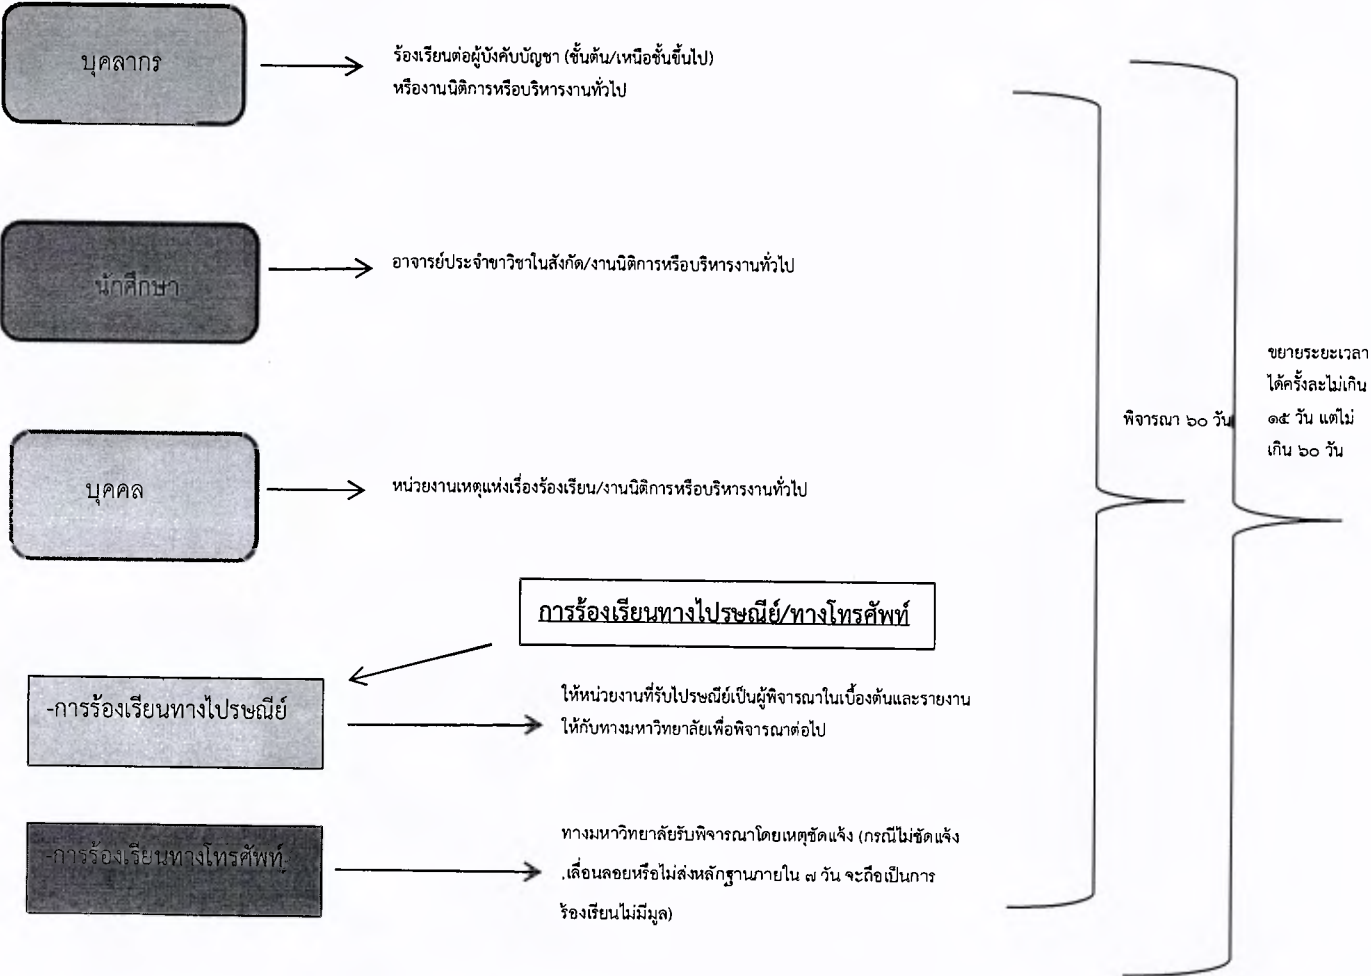 บุคลากร
ร้องเรียนต่อผู้บังคับบัญชา (ชั้นต้น/เหนือชั้นขึ้นไป)
หรืองานนิติการหรือบริหารงานทั่วไป
นักศึกษา
อาจารย์ประจำขาวิชาในสังกัด/งานนิติการหรือบริหารงานทั่วไป
บุคคล
หน่วยงานเหตุแห่งเรื่องร้องเรียน/งานนิติการหรือบริหารงานทั่วไป
พิจารณา ๖๐ วัน
ขยายระยะเวลา
ได้ครั้งละไม่เกิน
๑๕ วัน แต่ไม่
เกิน ๖๐ วัน
การร้องเรียนทางไปรษณีย์/ทางโทรศัพท์
-การร้องเรียนทางไปรษณีย์
ให้หน่วยงานที่รับไปรษณีย์เป็นผู้พิจารณาในเบื้องต้นและรายงาน
ให้กับทางมหาวิทยาลัยเพื่อพิจารณาต่อไป
-การร้องเรียนทางโทรศัพท์
ทางมหาวิทยาลัยรับพิจารณาโดยเหตุชัดแจ้ง (กรณีไม่ชัดแจ้ง
,เลื่อนลอยหรือไม่ส่งหลักฐานภายใน ๗ วัน จะถือเป็นการ
ร้องเรียนไม่มีมูล)